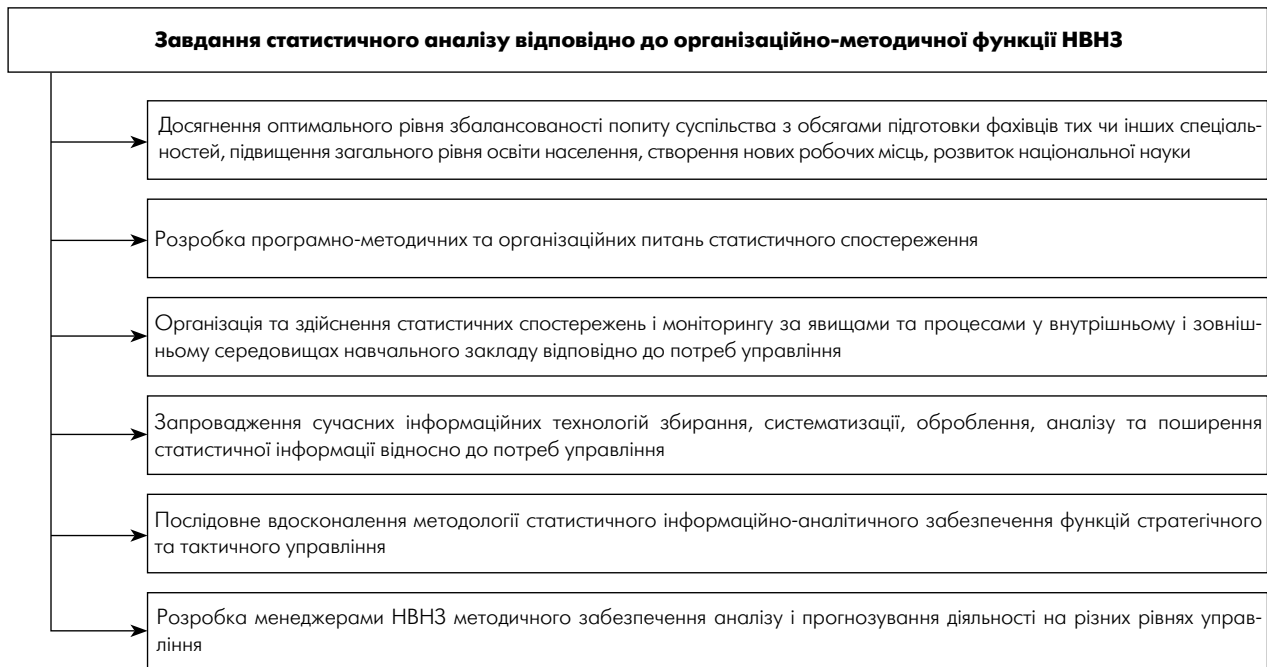 Завдання статистичного аналізу відповідно до організаційно-методичної функції НВНЗ
Досягнення оптимального рівня збалансованості попиту суспільства з обсягами підготовки фахівців тих чи інших спеціаль-
ностей, підвищення загального рівня освіти населення, створення нових робочих місць, розвиток національної науки
Розробка програмно-методичних та організаційних питань статистичного спостереження
Організація та здійснення статистичних спостережень і моніторингу за явищами та процесами у внутрішньому і зовніш-
ньому середовищах навчального закладу відповідно до потреб управління
Запровадження сучасних інформаційних технологій збирання, систематизації, оброблення, аналізу та поширення
статистичної інформації відносно до потреб управління
Послідовне вдосконалення методології статистичного інформаційно-аналітичного забезпечення функцій стратегічного
та тактичного управління
Розробка менеджерами НВНЗ методичного забезпечення аналізу і прогнозування діяльності на різних рівнях управ-
ління